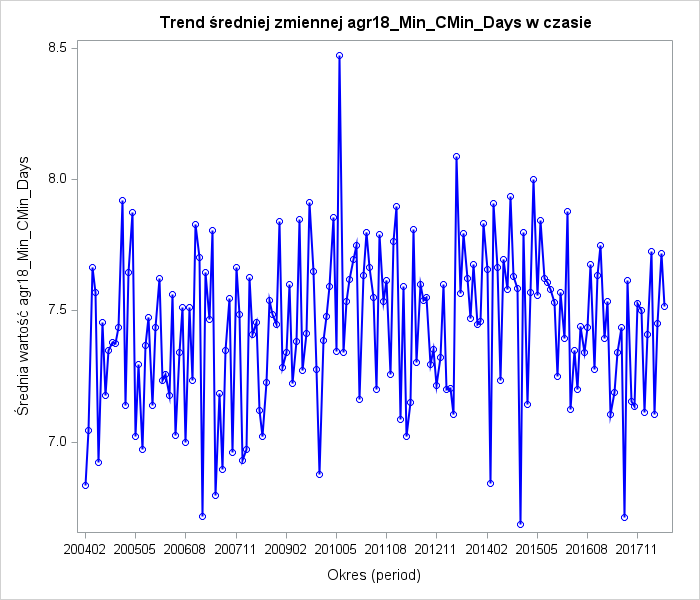 Trend średniej zmiennej agr18_Min_CMin_Days w czasie
Średnia wartość agr18_Min_CMin_Days
8.5
8.0
7.5
7.0
200402 200505 200608 200711 200902 201005 201108 201211 201402 201505 201608 201711
Okres (period)